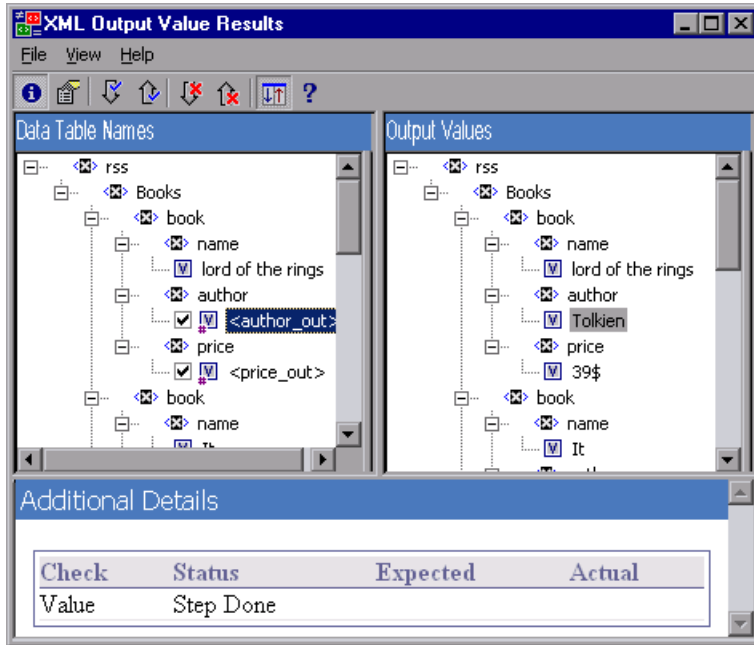 XML Output Value Results
File View Help
Data Table Names
rss
Books
book
name
lord of the rings
author
<author_out>
price
<price_out>
book
name
It
Output Values
rss
Books
book
name
lord of the rings
author
Tolkien
price
39$
book
name
It
Additional Details
Check Status Expected Actual
Value Step Done